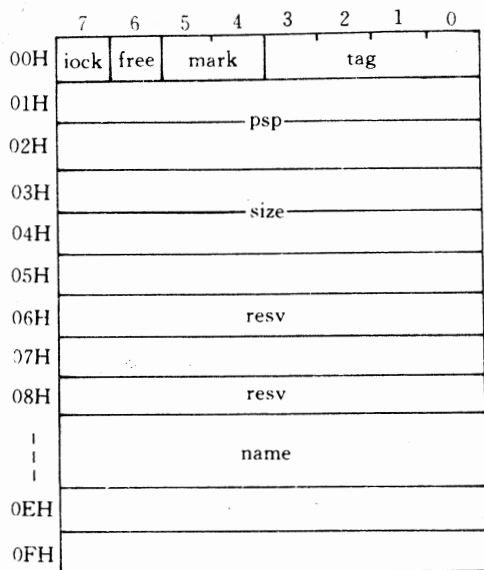 7 6 5 4 3 2 1 0
00H iock free mark tag
01H
psp
02H
03H
size
04H
05H
06H resv
07H
08H resv
name
0EH
0FH